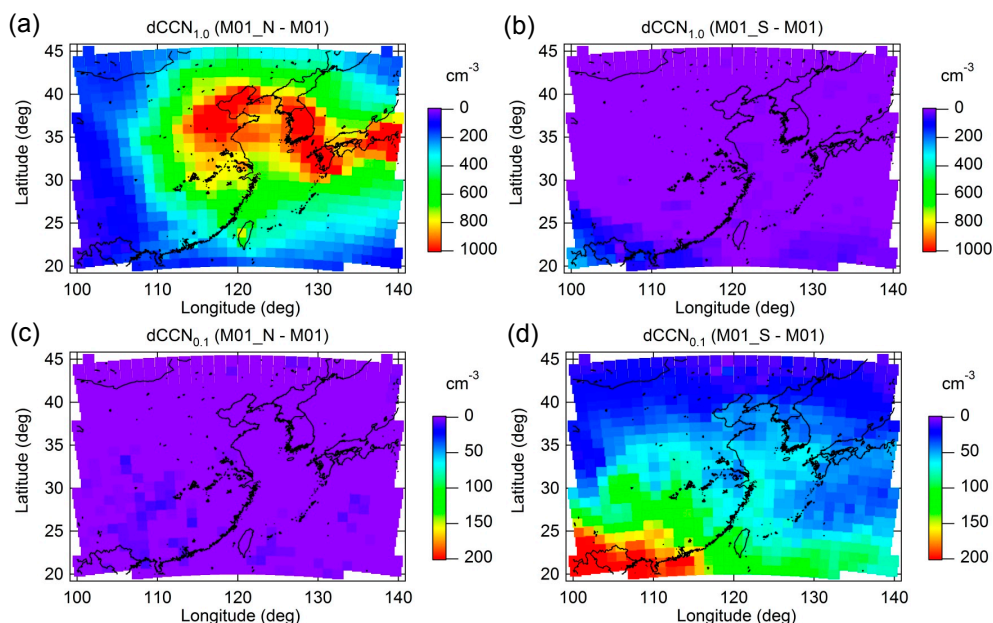 (a)
dCCN1.0 (M01_N - M01)
45
40
35
30
25
20
Latitude (deg)
100 110 120 130 140
Longitude (deg)
cm-3
0
200
400
600
800
1000
(b)
dCCN1.0 (M01_S - M01)
45
40
35
30
25
20
Latitude (deg)
100 110 120 130 140
Longitude (deg)
cm-3
0
200
400
600
800
1000
(c)
dCCN0.1 (M01_N - M01)
45
40
35
30
25
20
Latitude (deg)
100 110 120 130 140
Longitude (deg)
cm-3
0
50
100
150
200
(d)
dCCN0.1 (M01_S - M01)
45
40
35
30
25
20
Latitude (deg)
100 110 120 130 140
Longitude (deg)
cm-3
0
50
100
150
200